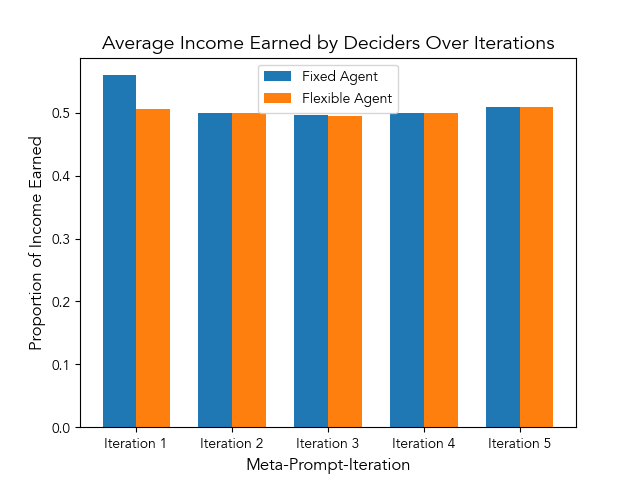 Average Income Earned by Deciders Over Iterations
Fixed Agent
Flexible Agent
Proportion of Income Earned
0.5
0.4
0.3
0.2
0.1
0.0
Iteration 1
Iteration 2
Iteration 3
Iteration 4
Iteration 5
Meta-Prompt-Iteration